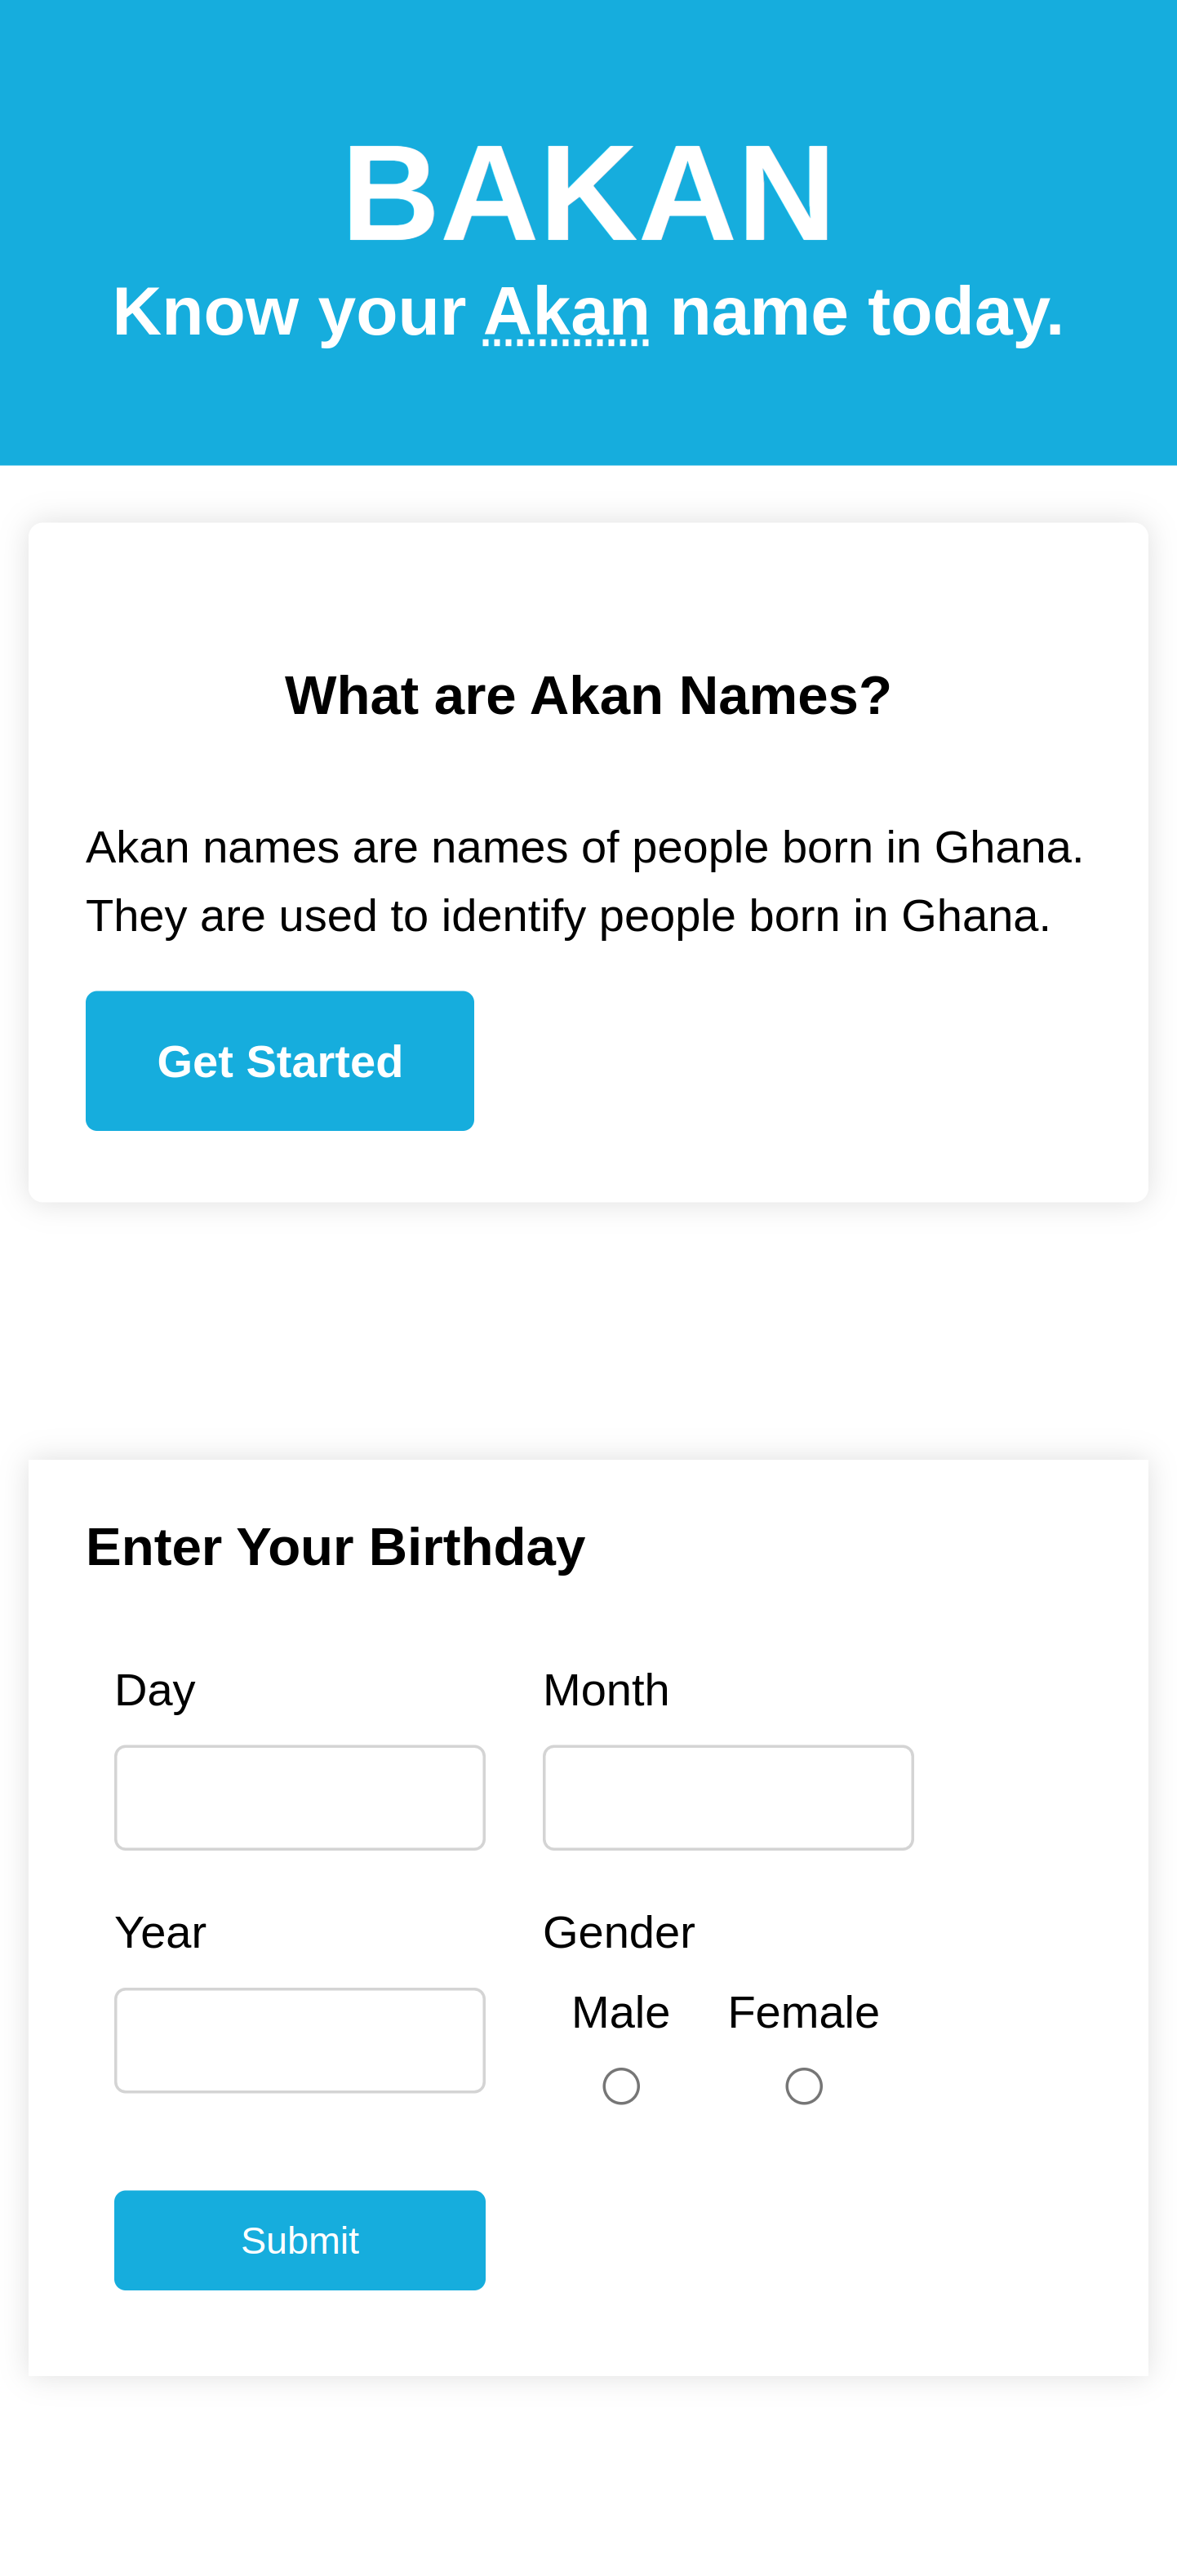 BAKAN
Know your Akan name today.
What are Akan Names?
Akan names are names of people born in Ghana.
They are used to identify people born in Ghana.
Get Started
Enter Your Birthday
Day
Month
Year
Gender
Male
Female
Submit